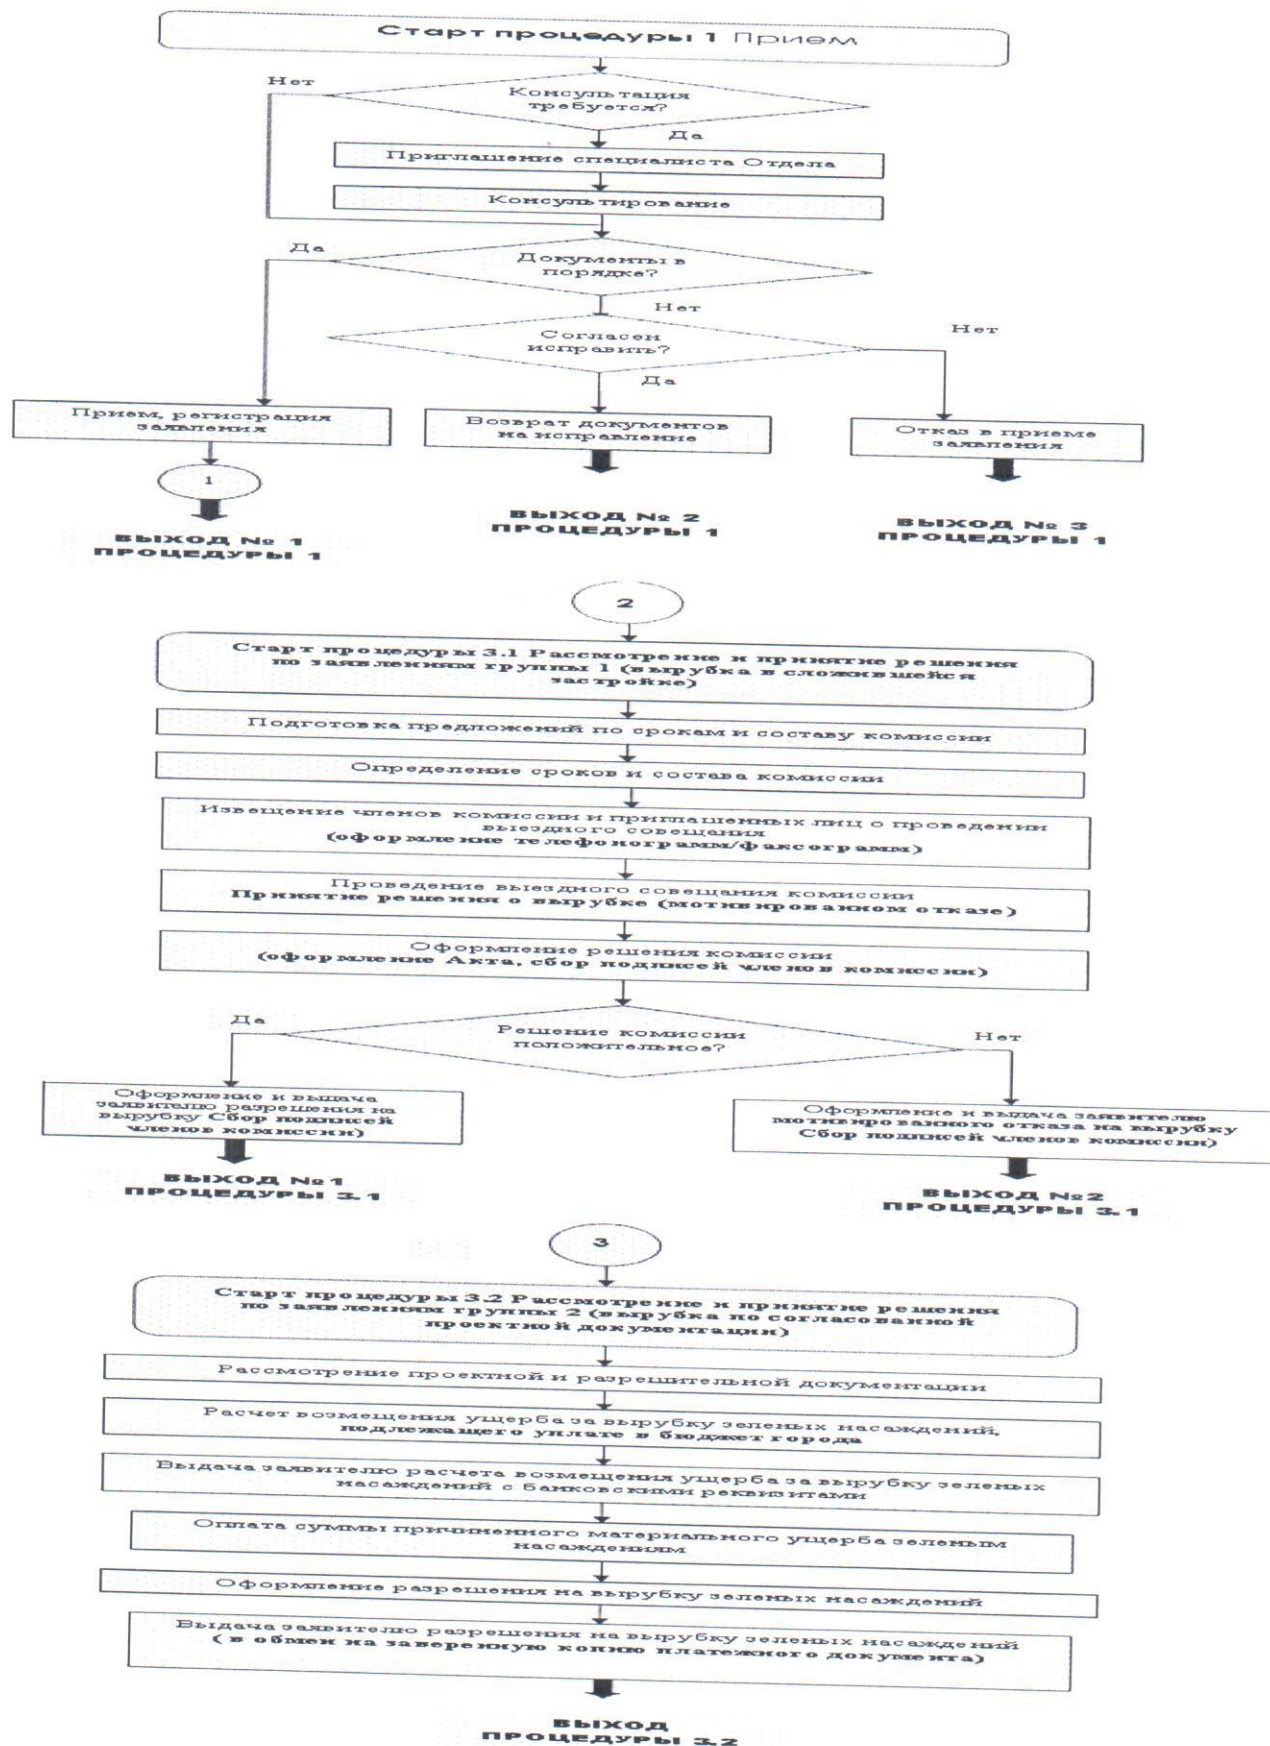 Старт процедуры 1 Прием
Нет
Консультация
требуется?
Да
Приглашение специалиста Отдела
Консультирование
Да
Документы в
порядке?
Нет
Согласен
исправить?
Нет
Да
Прием, регистрация
заявления
Возврат документов
на исправление
Отказ в приеме
заявления
1
ВЫХОД № 1
ПРОЦЕДУРЫ 1
ВЫХОД № 2
ПРОЦЕДУРЫ 1
ВЫХОД № 3
ПРОЦЕДУРЫ 1
2
Старт процедуры 3.1 Рассмотрение и принятие решения
по заявлениям группы 1 (вырубка в сложившейся
застройке)
Подготовка предложений по срокам и составу комиссии
Определение сроков и состава комиссии
Извещение членов комиссии и приглашенных лиц о проведении
выездного совещания
(оформление телефонограмм/факсограмм)
Проведение выездного совещания комиссии
Принятие решения о вырубке (мотивированном отказе)
Оформление решения комиссии
(оформление Акта, сбор подписей членов комиссии)
Да
Решение комиссии
положительное?
Нет
Оформление и выдача
заявителю разрешения на
вырубку Сбор подписей
членов комиссии)
Оформление и выдача заявителю
мотивированного отказа на вырубку
Сбор подписей членов комиссии)
ВЫХОД №1
ПРОЦЕДУРЫ 3.1
ВЫХОД №2
ПРОЦЕДУРЫ 3.1
3
Старт процедуры 3.2 Рассмотрение и принятие решения
по заявлениям группы 2 (вырубка по согласованной
проектной документации)
Рассмотрение проектной и разрешительной документации
Расчет возмещения ущерба за вырубку зеленых насаждений,
подлежащего уплате в бюджет города
Выдача заявителю расчета возмещения ущерба за вырубку зеленых
насаждений с банковскими реквизитами
Оплата суммы причиненного материального ущерба зеленым
насаждениям
Оформление разрешения на вырубку зеленых насаждений
Выдача заявителю разрешения на вырубку зеленых насаждений
( в обмен на заверенную копию платежного документа)
ВЫХОД
ПРОЦЕДУРЫ 3.2